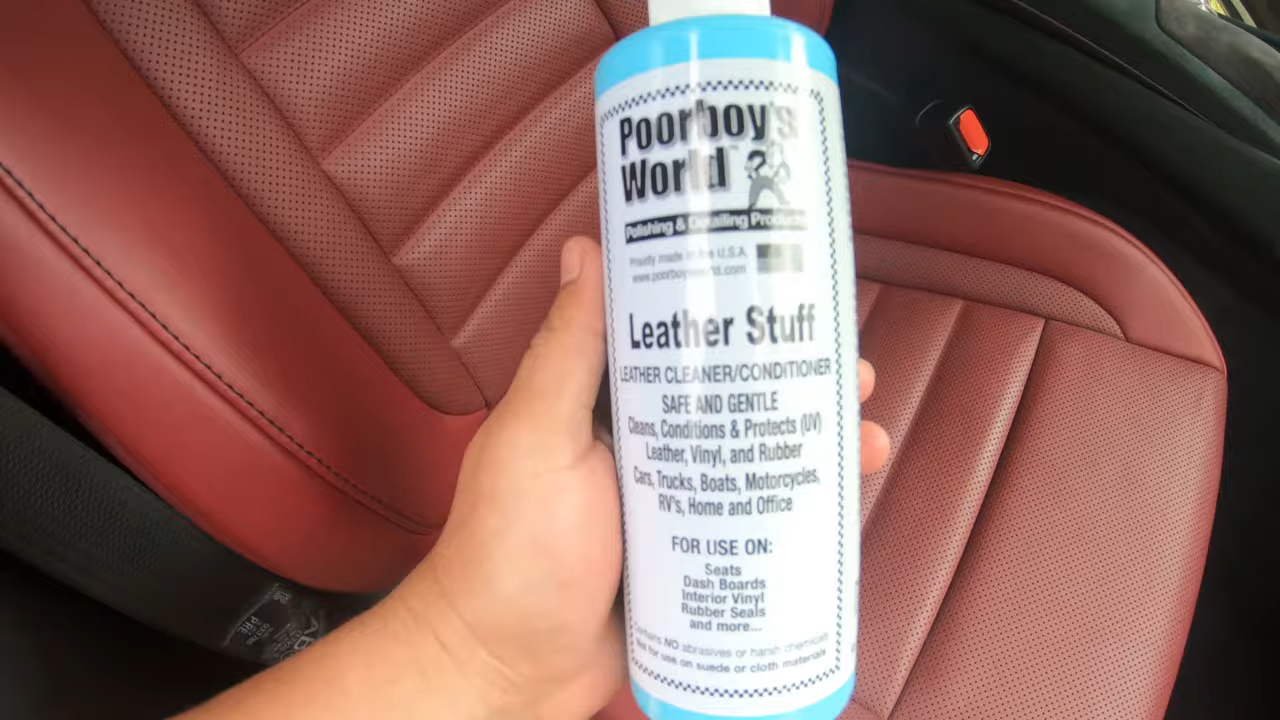 Poorboy's
World™
Polishing & Detailing Products
Proudly made in the U.S.A.
www.poorboysworld.com
Leather Stuff
LEATHER CLEANER/CONDITIONER
SAFE AND GENTLE
Cleans, Conditions & Protects (UV)
Leather, Vinyl, and Rubber
Cars, Trucks, Boats, Motorcycles,
RV's, Home and Office
FOR USE ON:
Seats
Dash Boards
Interior Vinyl
Rubber Seals
and more...
Contains NO abrasives or harsh chemicals
Not for use on suede or cloth materials